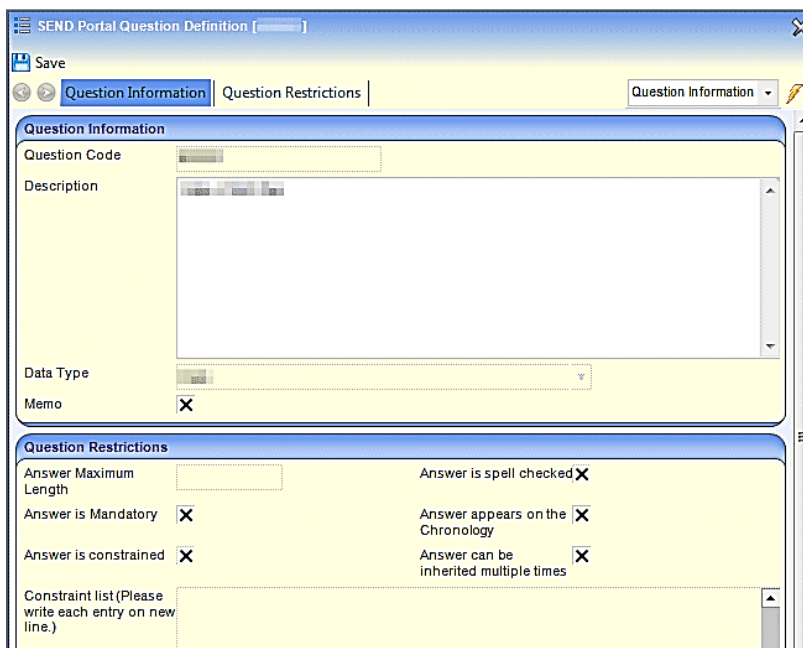 SEND Portal Question Definition [ ]
Save
Question Information Question Restrictions Question Information
Question Information
Question Code
Description
Data Type
Memo
Question Restrictions
Answer Maximum Answer is spell checked
Length
Answer is Mandatory Answer appears on the
Chronology
Answer is constrained Answer can be
inherited multiple times
Constraint list (Please
write each entry on new
line.)